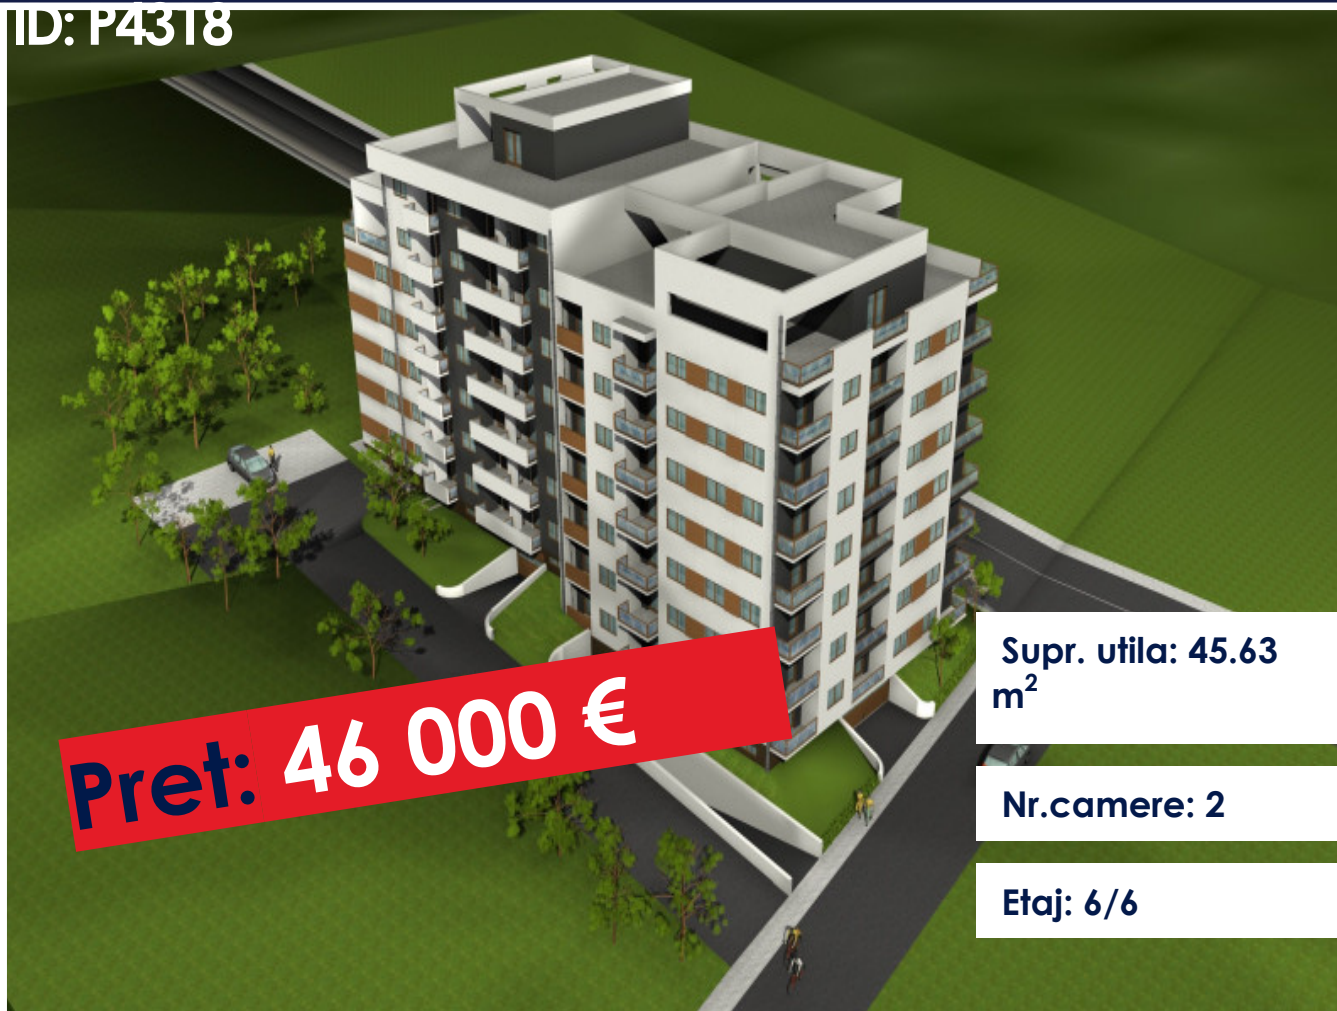 ID: P4318
Pret: 46 000 €
Supr. utila: 45.63
m²
Nr.camere: 2
Etaj: 6/6